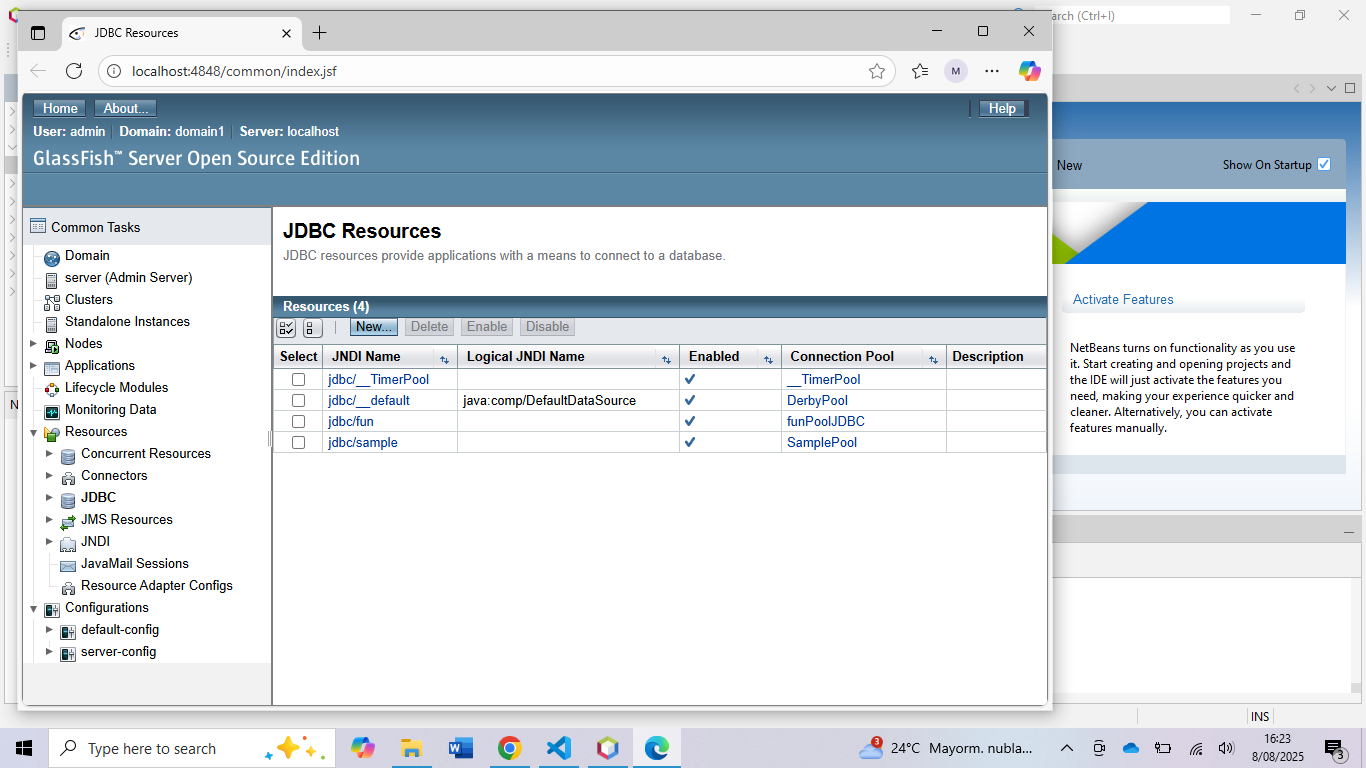 JDBC Resources
arch (Ctrl+I)
localhost:4848/common/index.jsf
M
Home
About...
Help
User: admin
Domain: domain1
Server: localhost
GlassFish™ Server Open Source Edition
Common Tasks
Domain
server (Admin Server)
Clusters
Standalone Instances
Nodes
Applications
Lifecycle Modules
Monitoring Data
Resources
Concurrent Resources
Connectors
JDBC
JMS Resources
JNDI
JavaMail Sessions
Resource Adapter Configs
Configurations
default-config
server-config
JDBC Resources
JDBC resources provide applications with a means to connect to a database.
Resources (4)
New... Delete Enable Disable
Select JNDI Name Logical JNDI Name Enabled Connection Pool Description
jdbc/__TimerPool __TimerPool
jdbc/__default java:comp/DefaultDataSource DerbyPool
jdbc/fun funPoolJDBC
jdbc/sample SamplePool
New
Show On Startup
Activate Features
NetBeans turns on functionality as you use
it. Start creating and opening projects and
the IDE will just activate the features you
need, making your experience quicker and
cleaner. Alternatively, you can activate
features manually.
N
INS
Type here to search
3
24°C Mayorm. nubla...
16:23
8/08/2025
3